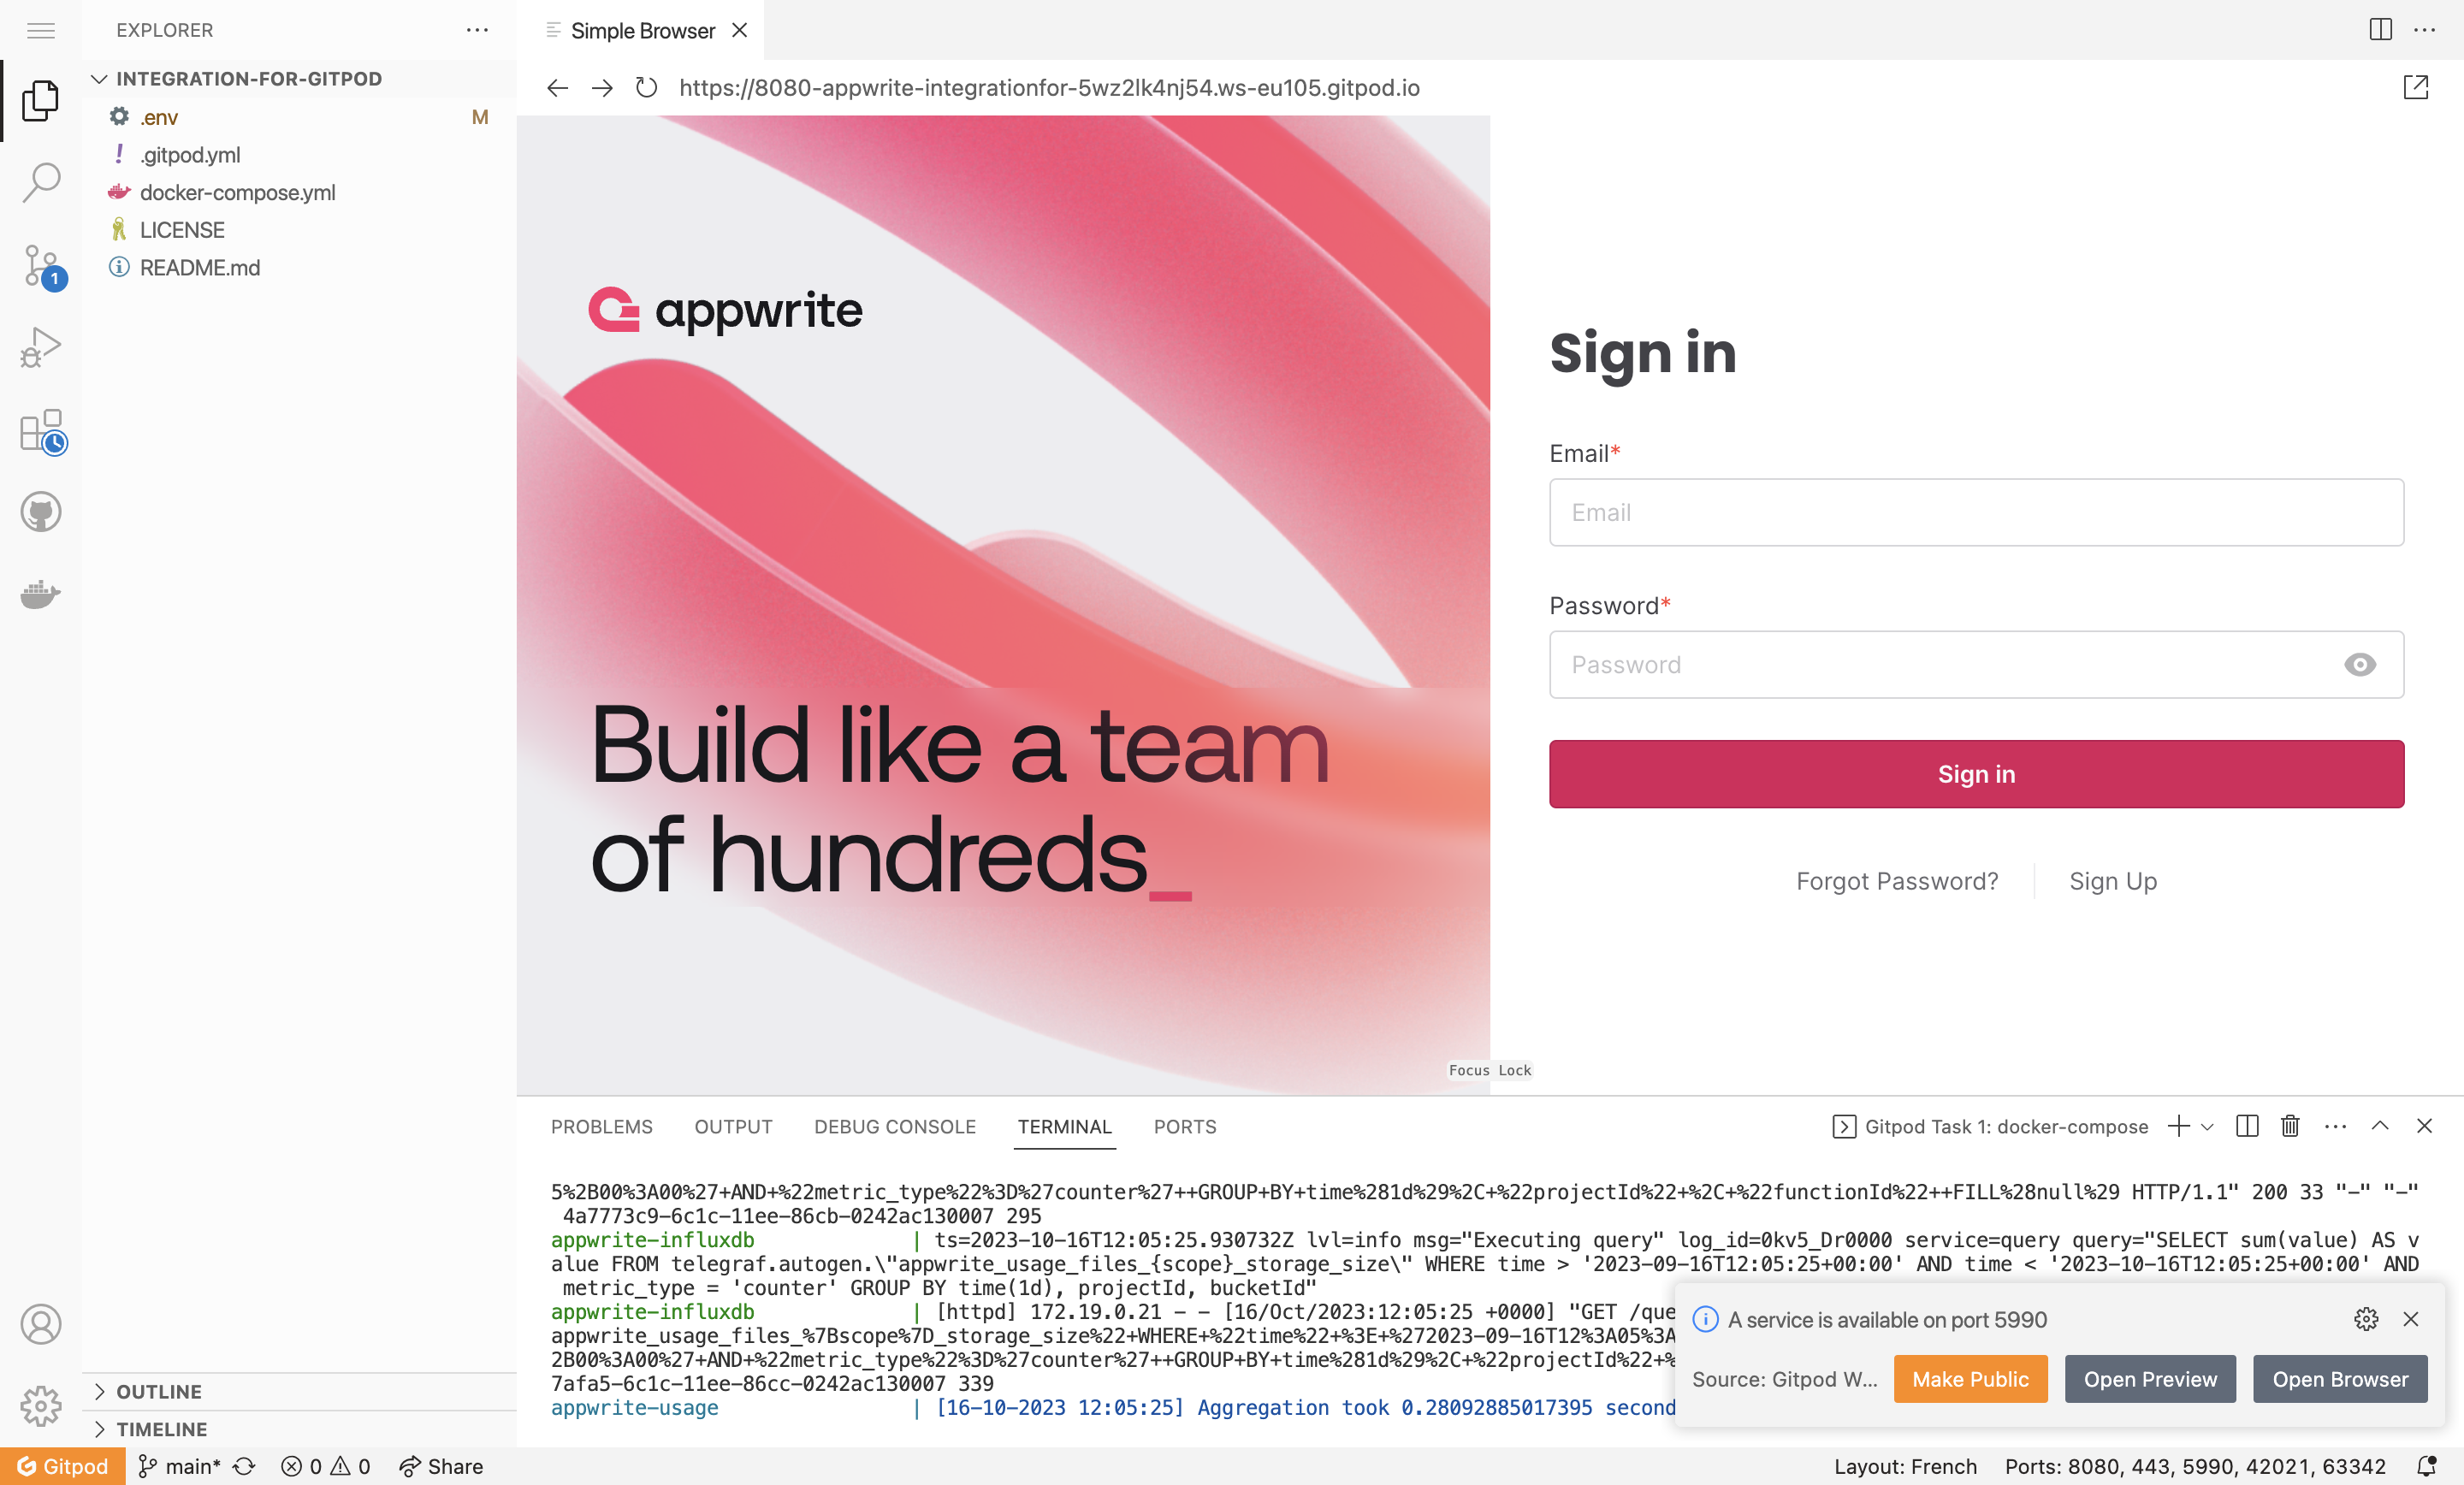 EXPLORER
INTEGRATION-FOR-GITPOD
.env M
.gitpod.yml
docker-compose.yml
LICENSE
README.md
1
OUTLINE
TIMELINE
Simple Browser
https://8080-appwrite-integrationfor-5wz2lk4nj54.ws-eu105.gitpod.io
appwrite
Build like a team
of hundreds_
Sign in
Email*
Email
Password*
Password
Sign in
Forgot Password? Sign Up
Focus Lock
PROBLEMS OUTPUT DEBUG CONSOLE TERMINAL PORTS Gitpod Task 1: docker-compose
5%2B00%3A00%27+AND+%22metric_type%22%3D%27counter%27++GROUP+BY+time%281d%29%2C+%22projectId%22+%2C+%22functionId%22++FILL%28null%29 HTTP/1.1" 200 33 "-" "-"
4a7773c9-6c1c-11ee-86cb-0242ac130007 295
appwrite-influxdb | ts=2023-10-16T12:05:25.930732Z lvl=info msg="Executing query" log_id=0kv5_Dr0000 service=query query="SELECT sum(value) AS v
alue FROM telegraf.autogen.\"appwrite_usage_files_{scope}_storage_size\" WHERE time > '2023-09-16T12:05:25+00:00' AND time < '2023-10-16T12:05:25+00:00' AND
metric_type = 'counter' GROUP BY time(1d), projectId, bucketId"
appwrite-influxdb | [httpd] 172.19.0.21 - - [16/Oct/2023:12:05:25 +0000] "GET /que
appwrite_usage_files_%7Bscope%7D_storage_size%22+WHERE+%22time%22+%3E+%272023-09-16T12%3A05%3A
2B00%3A00%27+AND+%22metric_type%22%3D%27counter%27++GROUP+BY+time%281d%29%2C+%22projectId%22+%
7afa5-6c1c-11ee-86cc-0242ac130007 339
appwrite-usage | [16-10-2023 12:05:25] Aggregation took 0.28092885017395 second
A service is available on port 5990
Source: Gitpod W... Make Public Open Preview Open Browser
Gitpod main* 0 0 Share Layout: French Ports: 8080, 443, 5990, 42021, 63342